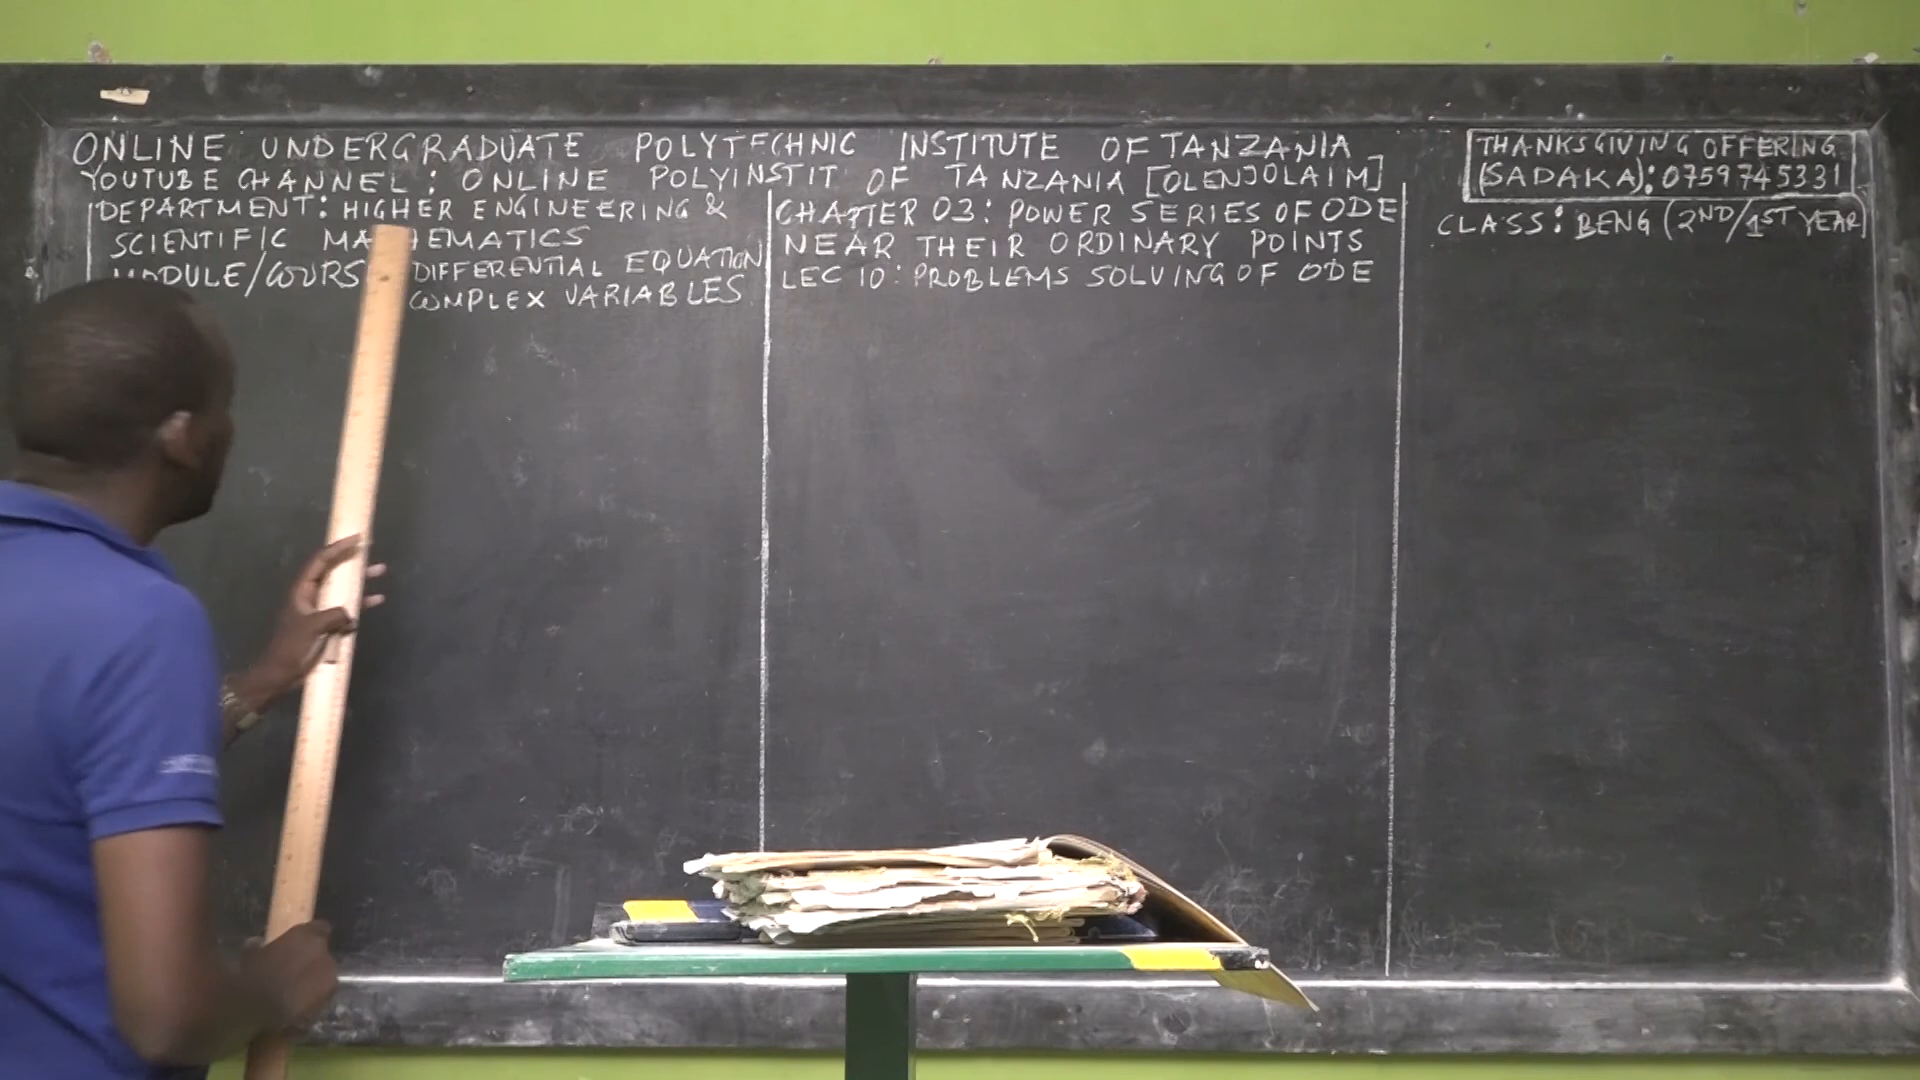 ONLINE UNDERGRADUATE POLYTECHNIC INSTITUTE OF TANZANIA
YOUTUBE CHANNEL: ONLINE POLYINSTIT OF TANZANIA [OLENJOLAIM]
THANKSGIVING OFFERING
(SADAKA): 0759745331
DEPARTMENT: HIGHER ENGINEERING &
SCIENTIFIC MATHEMATICS
MODULE/COURS DIFFERENTIAL EQUATION
COMPLEX VARIABLES
CHAPTER 03: POWER SERIES OF ODE
NEAR THEIR ORDINARY POINTS
LEC 10: PROBLEMS SOLVING OF ODE
CLASS: BENG (2ND/1ST YEAR)